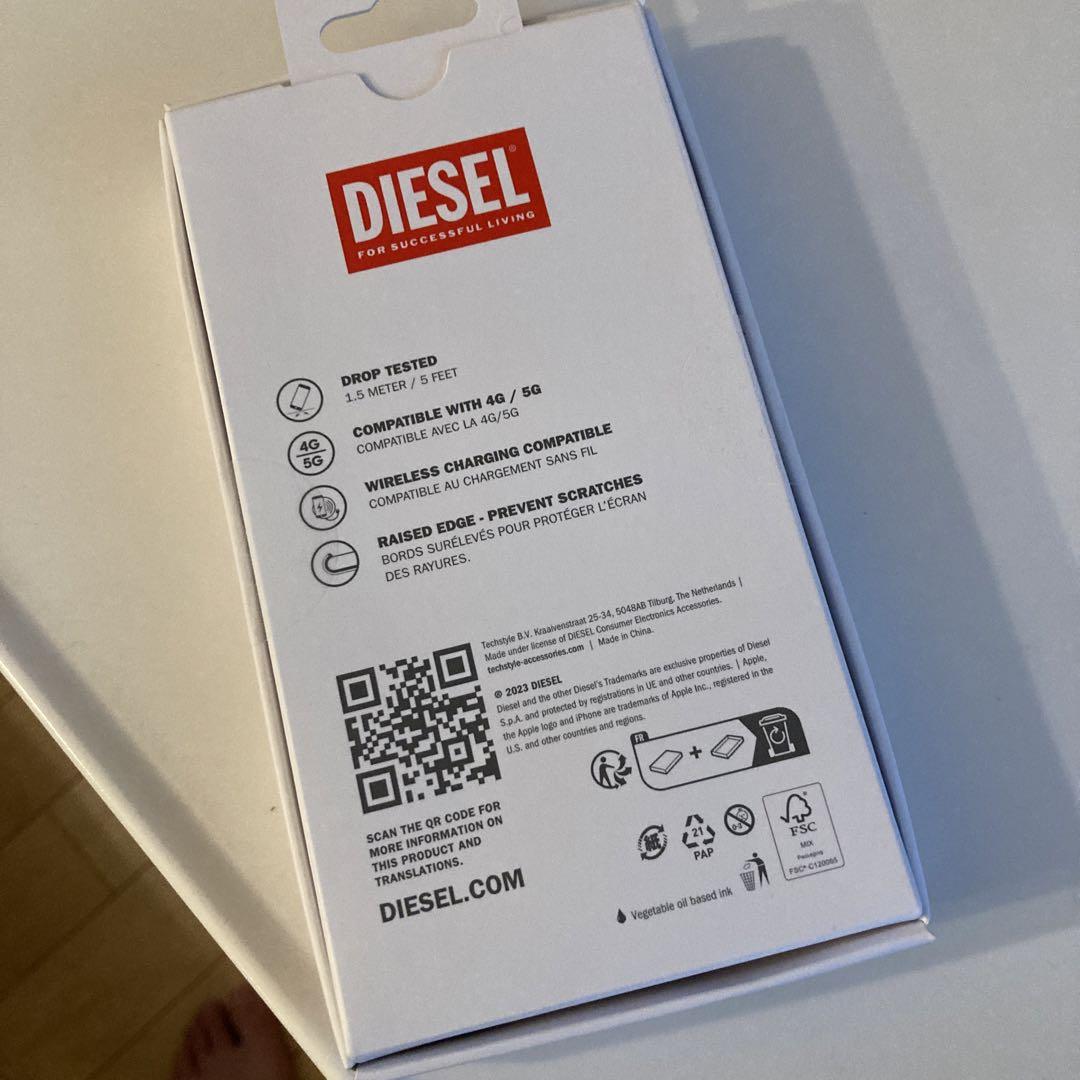 DIESEL®
FOR SUCCESSFUL LIVING
DROP TESTED
1.5 METER / 5 FEET
4G
5G
COMPATIBLE WITH 4G / 5G
COMPATIBLE AVEC LA 4G/5G
WIRELESS CHARGING COMPATIBLE
COMPATIBLE AU CHARGEMENT SANS FIL
RAISED EDGE - PREVENT SCRATCHES
BORDS SURÉLEVÉS POUR PROTÉGER L'ÉCRAN
DES RAYURES.
Techstyle B.V. Kraaivenstraat 25-34, 5048AB Tilburg, The Netherlands |
Made under license of DIESEL Consumer Electronics Accessories.
techstyle-accessories.com | Made in China.
© 2023 DIESEL
Diesel and the other Diesel's Trademarks are exclusive properties of Diesel
S.p.A. and protected by registrations in UE and other countries. | Apple,
the Apple logo and iPhone are trademarks of Apple Inc., registered in the
U.S. and other countries and regions.
FR
+
SCAN THE QR CODE FOR
MORE INFORMATION ON
THIS PRODUCT AND
TRANSLATIONS.
DIESEL.COM
紙
21
PAP
0-3
FSC
MIX
Packaging
FSC® C120065
Vegetable oil based ink